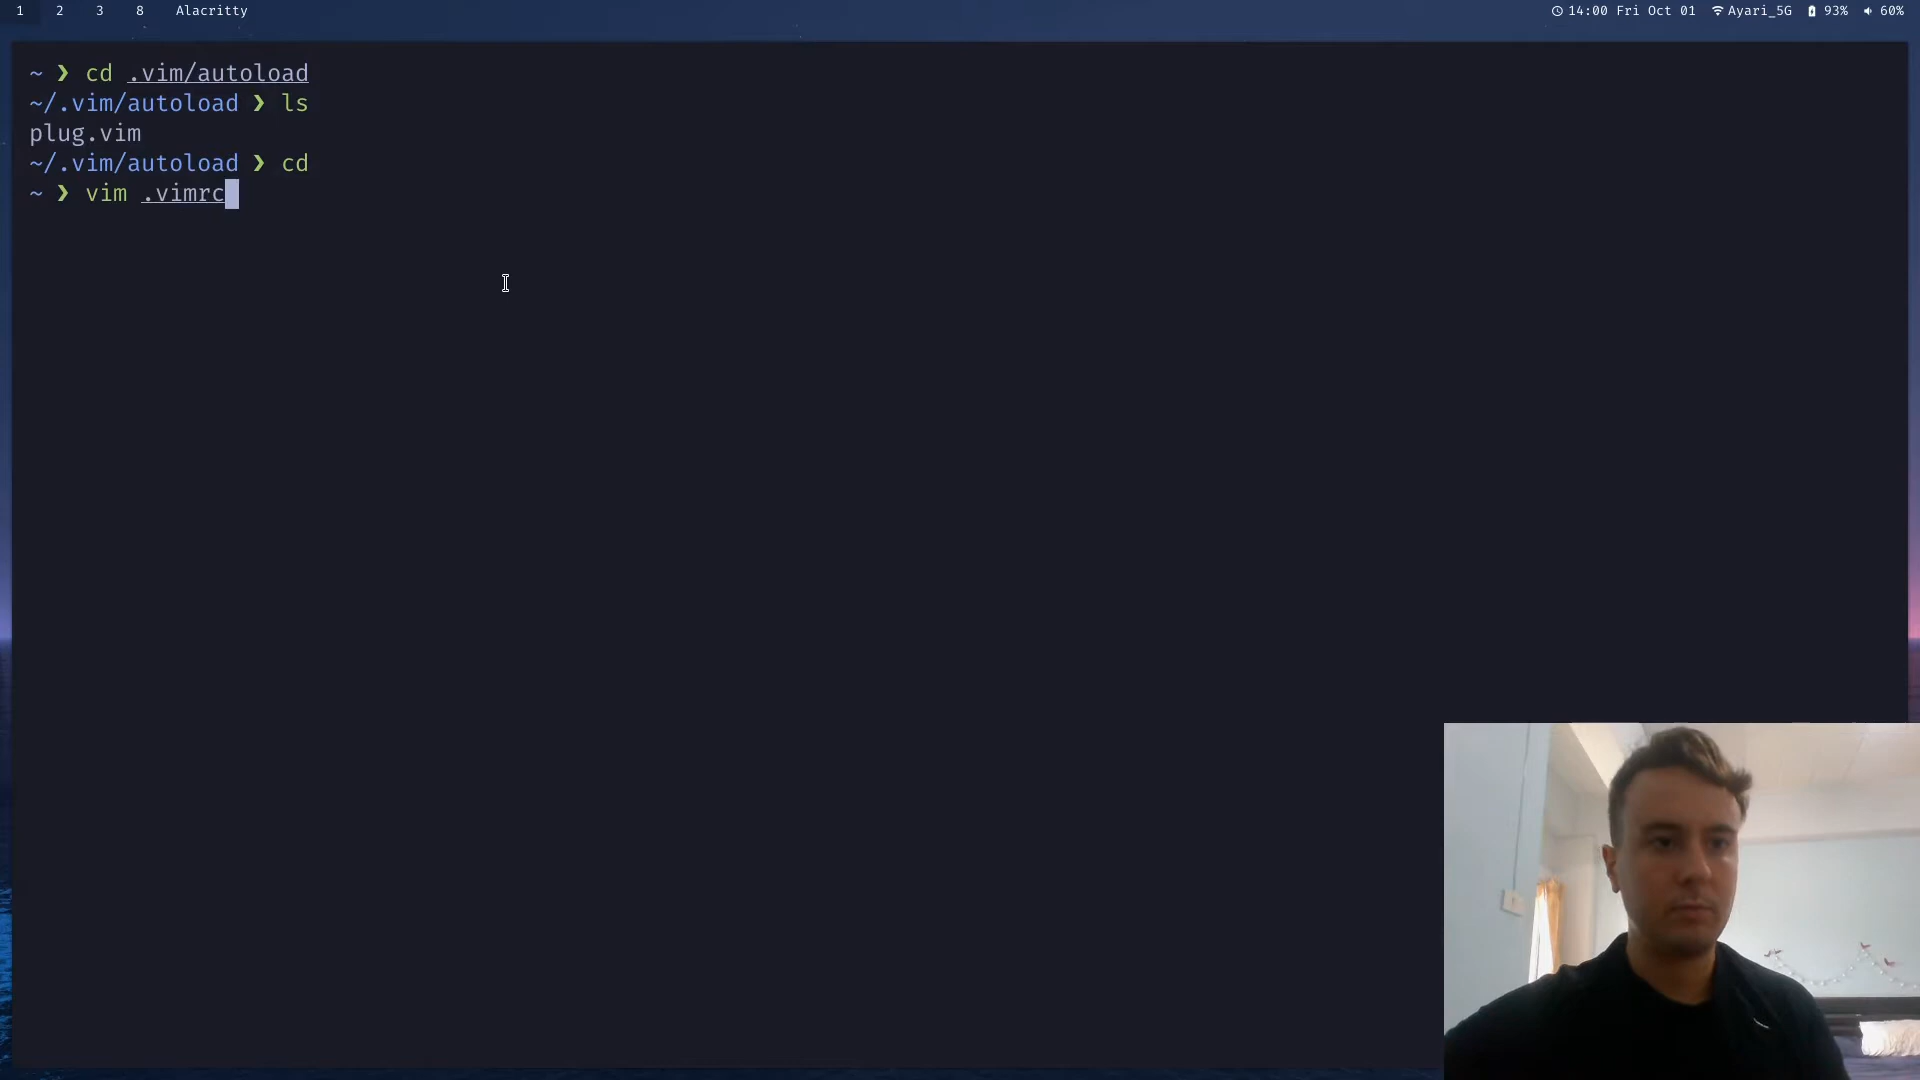 1 2 3 8 Alacritty 14:00 Fri Oct 01 Ayari_5G 93% 60%
~ ❯ cd .vim/autoload
~/.vim/autoload ❯ ls
plug.vim
~/.vim/autoload ❯ cd
~ ❯ vim .vimrc